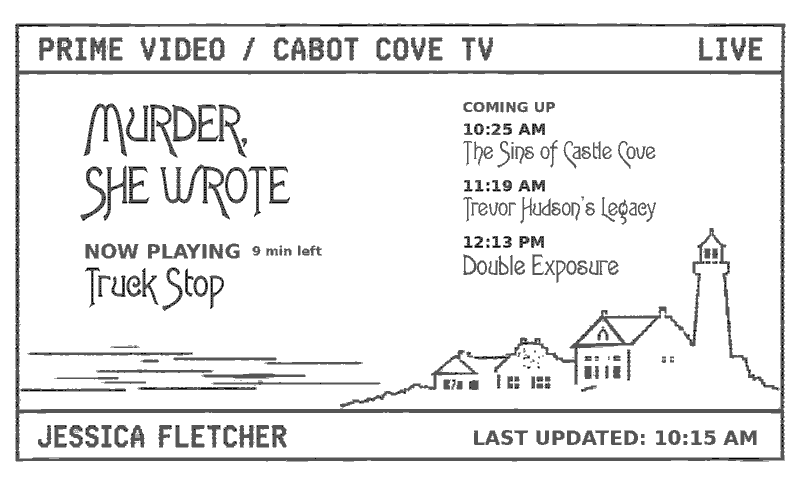 PRIME VIDEO / CABOT COVE TV
LIVE
MURDER,
SHE WROTE
NOW PLAYING 9 min left
Truck Stop
COMING UP
10:25 AM
The Sins of Castle Cove
11:19 AM
Trevor Hudson's Legacy
12:13 PM
Double Exposure
JESSICA FLETCHER
LAST UPDATED: 10:15 AM